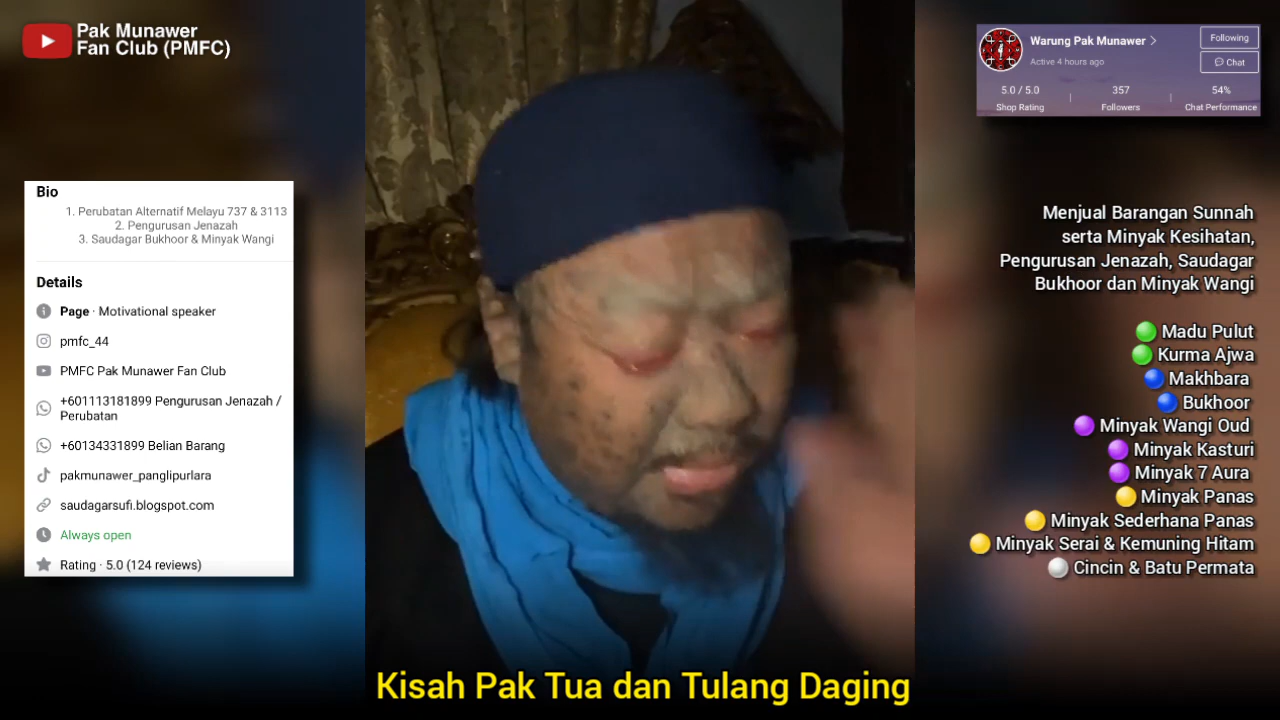 Pak Munawer
Fan Club (PMFC)
Bio
1. Perubatan Alternatif Melayu 737 & 3113
2. Pengurusan Jenazah
3. Saudagar Bukhoor & Minyak Wangi
Details
Page · Motivational speaker
pmfc_44
PMFC Pak Munawer Fan Club
+601113181899 Pengurusan Jenazah /
Perubatan
+60134331899 Belian Barang
pakmunawer_panglipurlara
saudagarsufi.blogspot.com
Always open
Rating · 5.0 (124 reviews)
Warung Pak Munawer
Following
Active 4 hours ago
Chat
5.0 / 5.0
357
54%
Shop Rating
Followers
Chat Performance
Menjual Barangan Sunnah
serta Minyak Kesihatan,
Pengurusan Jenazah, Saudagar
Bukhoor dan Minyak Wangi
Madu Pulut
Kurma Ajwa
Makhbara
Bukhoor
Minyak Wangi Oud
Minyak Kasturi
Minyak 7 Aura
Minyak Panas
Minyak Sederhana Panas
Minyak Serai & Kemuning Hitam
Cincin & Batu Permata
Kisah Pak Tua dan Tulang Daging